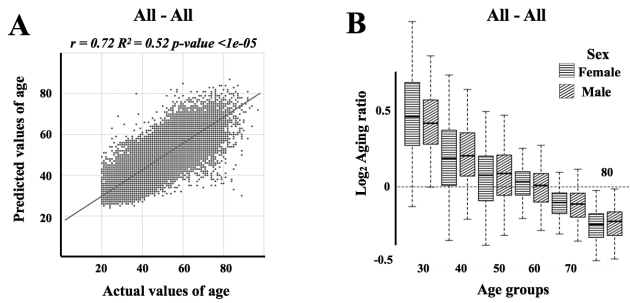 A
All - All
r = 0.72 R² = 0.52 p-value <1e-05
Predicted values of age
80
60
40
20
20 40 60 80
Actual values of age
B
All - All
Sex
Female
Male
Log₂ Aging ratio
0.5
0
-0.5
80
30 40 50 60 70
Age groups